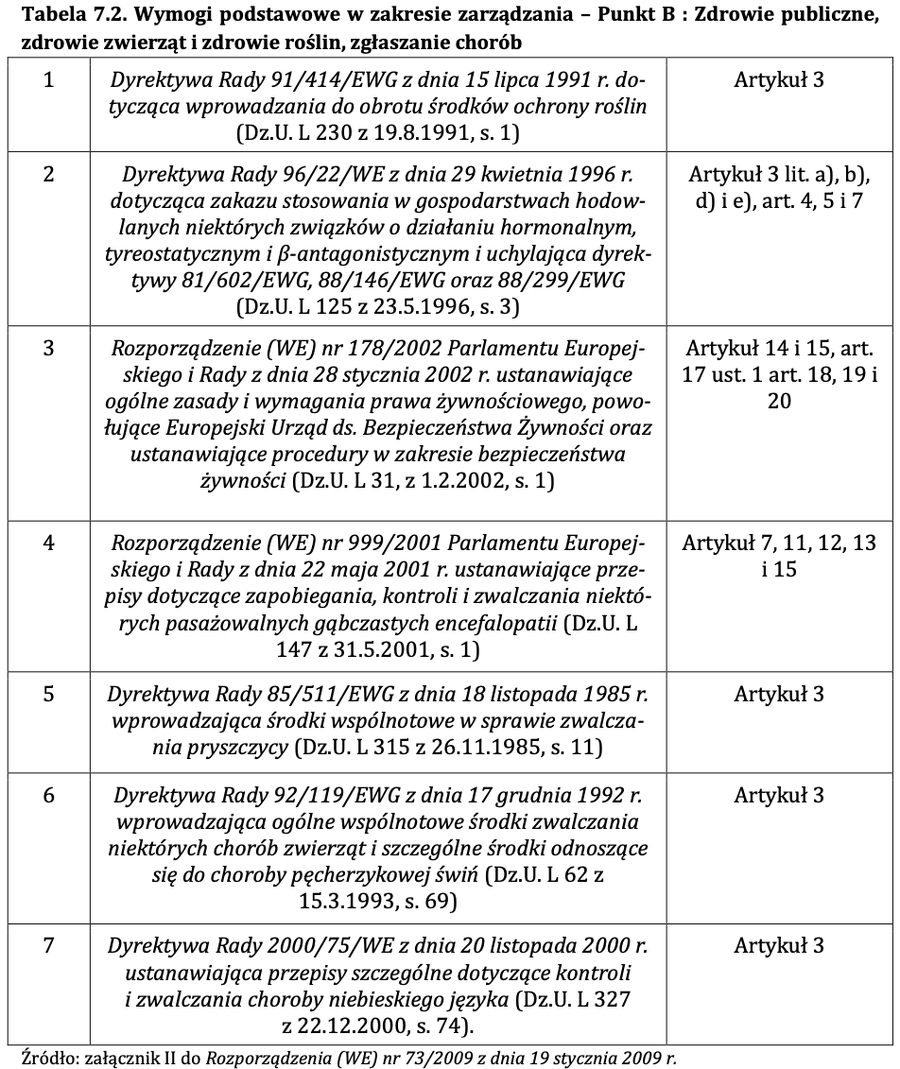 Tabela 7.2. Wymogi podstawowe w zakresie zarządzania – Punkt B : Zdrowie publiczne,
zdrowie zwierząt i zdrowie roślin, zgłaszanie chorób
1
Dyrektywa Rady 91/414/EWG z dnia 15 lipca 1991 r. do-
tycząca wprowadzania do obrotu środków ochrony roślin
(Dz.U. L 230 z 19.8.1991, s. 1)
Artykuł 3
2
Dyrektywa Rady 96/22/WE z dnia 29 kwietnia 1996 r.
dotycząca zakazu stosowania w gospodarstwach hodow-
lanych niektórych związków o działaniu hormonalnym,
tyreostatycznym i β-antagonistycznym i uchylająca dyrek-
tywy 81/602/EWG, 88/146/EWG oraz 88/299/EWG
(Dz.U. L 125 z 23.5.1996, s. 3)
Artykuł 3 lit. a), b),
d) i e), art. 4, 5 i 7
3
Rozporządzenie (WE) nr 178/2002 Parlamentu Europej-
skiego i Rady z dnia 28 stycznia 2002 r. ustanawiające
ogólne zasady i wymagania prawa żywnościowego, powo-
łujące Europejski Urząd ds. Bezpieczeństwa Żywności oraz
ustanawiające procedury w zakresie bezpieczeństwa
żywności (Dz.U. L 31, z 1.2.2002, s. 1)
Artykuł 14 i 15, art.
17 ust. 1 art. 18, 19 i
20
4
Rozporządzenie (WE) nr 999/2001 Parlamentu Europej-
skiego i Rady z dnia 22 maja 2001 r. ustanawiające prze-
pisy dotyczące zapobiegania, kontroli i zwalczania niektó-
rych pasażowalnych gąbczastych encefalopatii (Dz.U. L
147 z 31.5.2001, s. 1)
Artykuł 7, 11, 12, 13
i 15
5
Dyrektywa Rady 85/511/EWG z dnia 18 listopada 1985 r.
wprowadzająca środki wspólnotowe w sprawie zwalcza-
nia pryszczycy (Dz.U. L 315 z 26.11.1985, s. 11)
Artykuł 3
6
Dyrektywa Rady 92/119/EWG z dnia 17 grudnia 1992 r.
wprowadzająca ogólne wspólnotowe środki zwalczania
niektórych chorób zwierząt i szczególne środki odnoszące
się do choroby pęcherzykowej świń (Dz.U. L 62 z
15.3.1993, s. 69)
Artykuł 3
7
Dyrektywa Rady 2000/75/WE z dnia 20 listopada 2000 r.
ustanawiająca przepisy szczególne dotyczące kontroli
i zwalczania choroby niebieskiego języka (Dz.U. L 327
z 22.12.2000, s. 74).
Artykuł 3
Źródło: załącznik II do Rozporządzenia (WE) nr 73/2009 z dnia 19 stycznia 2009 r.